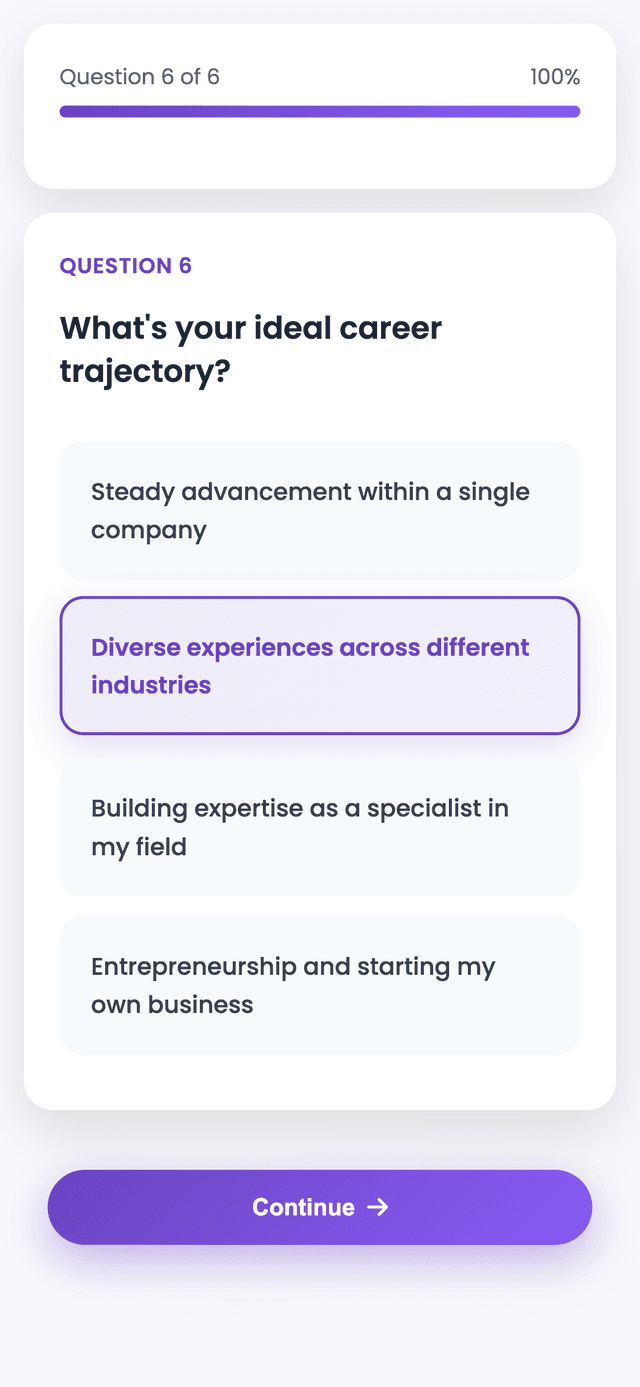 Question 6 of 6
100%
QUESTION 6
What's your ideal career
trajectory?
Steady advancement within a single
company
Diverse experiences across different
industries
Building expertise as a specialist in
my field
Entrepreneurship and starting my
own business
Continue →